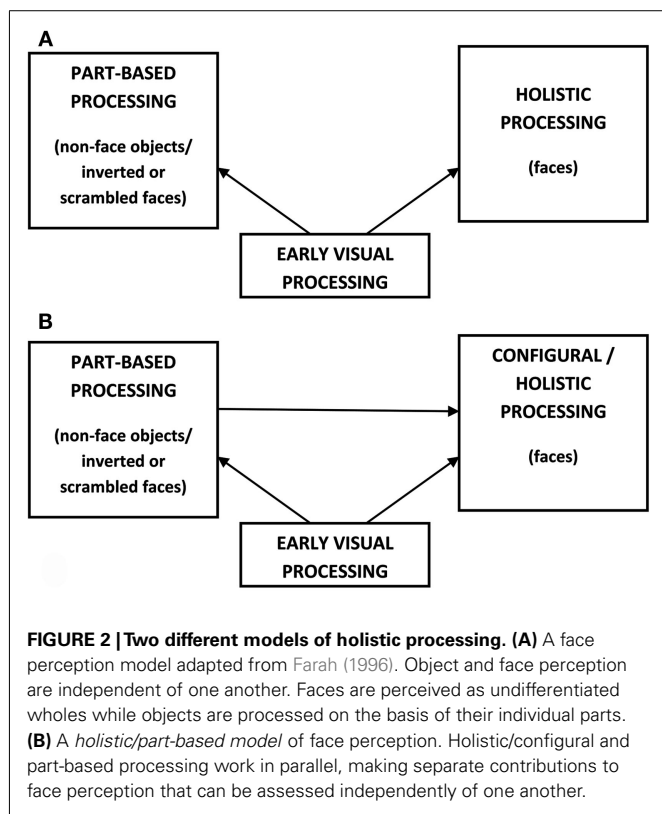 A
PART-BASED
PROCESSING
(non-face objects/
inverted or
scrambled faces)
HOLISTIC
PROCESSING
(faces)
EARLY VISUAL
PROCESSING
B
PART-BASED
PROCESSING
(non-face objects/
inverted or
scrambled faces)
CONFIGURAL /
HOLISTIC
PROCESSING
(faces)
EARLY VISUAL
PROCESSING
FIGURE 2 | Two different models of holistic processing. (A) A face
perception model adapted from Farah (1996). Object and face perception
are independent of one another. Faces are perceived as undifferentiated
wholes while objects are processed on the basis of their individual parts.
(B) A holistic/part-based model of face perception. Holistic/configural and
part-based processing work in parallel, making separate contributions to
face perception that can be assessed independently of one another.